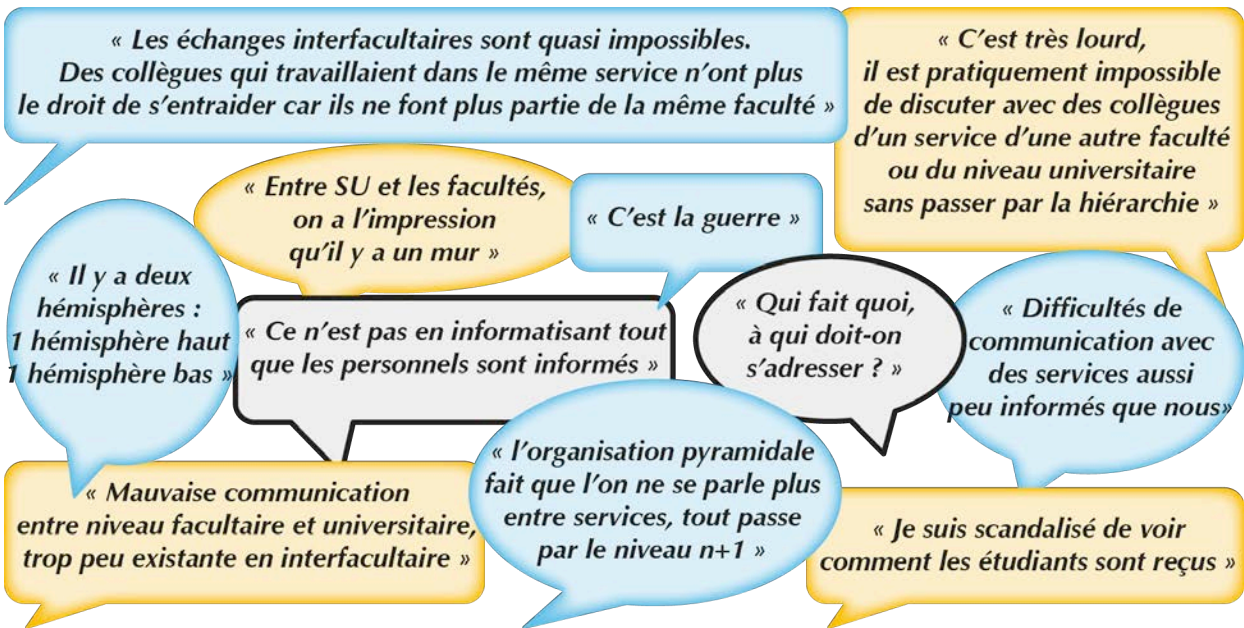 « Les échanges interfacultaires sont quasi impossibles.
Des collègues qui travaillaient dans le même service n'ont plus
le droit de s'entraider car ils ne font plus partie de la même faculté »
« C'est très lourd,
il est pratiquement impossible
de discuter avec des collègues
d'un service d'une autre faculté
ou du niveau universitaire
sans passer par la hiérarchie »
« Entre SU et les facultés,
on a l'impression
qu'il y a un mur »
« C'est la guerre »
« Il y a deux
hémisphères :
1 hémisphère haut
1 hémisphère bas »
« Ce n'est pas en informatisant tout
que les personnels sont informés »
« Qui fait quoi,
à qui doit-on
s'adresser ? »
« Difficultés de
communication avec
des services aussi
peu informés que nous»
« Mauvaise communication
entre niveau facultaire et universitaire,
trop peu existante en interfacultaire »
« l'organisation pyramidale
fait que l'on ne se parle plus
entre services, tout passe
par le niveau n+1 »
« Je suis scandalisé de voir
comment les étudiants sont reçus »